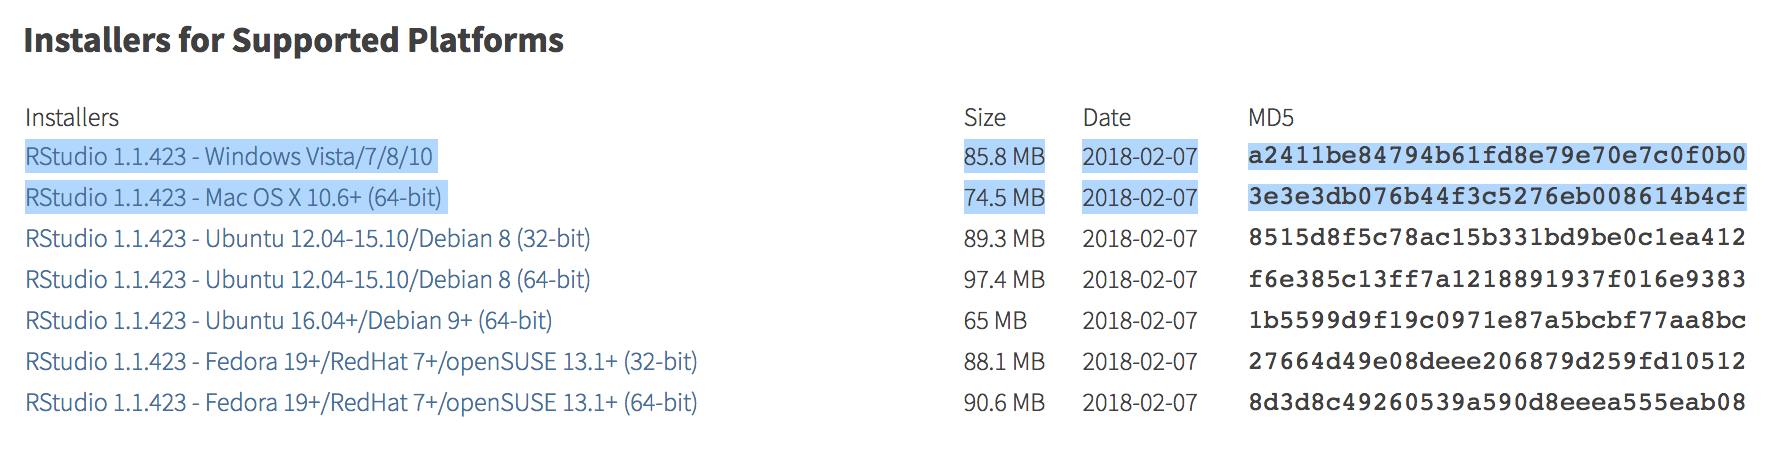 Installers for Supported Platforms
Installers Size Date MD5
RStudio 1.1.423 - Windows Vista/7/8/10 85.8 MB 2018-02-07 a2411be84794b61fd8e79e70e7c0f0b0
RStudio 1.1.423 - Mac OS X 10.6+ (64-bit) 74.5 MB 2018-02-07 3e3e3db076b44f3c5276eb008614b4cf
RStudio 1.1.423 - Ubuntu 12.04-15.10/Debian 8 (32-bit) 89.3 MB 2018-02-07 8515d8f5c78ac15b331bd9be0c1ea412
RStudio 1.1.423 - Ubuntu 12.04-15.10/Debian 8 (64-bit) 97.4 MB 2018-02-07 f6e385c13ff7a1218891937f016e9383
RStudio 1.1.423 - Ubuntu 16.04+/Debian 9+ (64-bit) 65 MB 2018-02-07 1b5599d9f19c0971e87a5bcbf77aa8bc
RStudio 1.1.423 - Fedora 19+/RedHat 7+/openSUSE 13.1+ (32-bit) 88.1 MB 2018-02-07 27664d49e08deee206879d259fd10512
RStudio 1.1.423 - Fedora 19+/RedHat 7+/openSUSE 13.1+ (64-bit) 90.6 MB 2018-02-07 8d3d8c49260539a590d8eeea555eab08